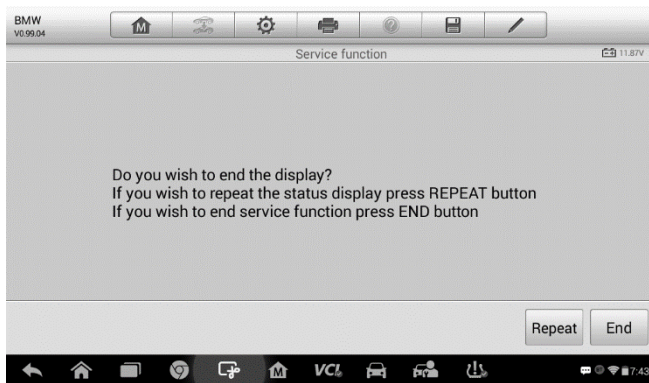 BMW
V0.99.04
M
Service function
11.87V
Do you wish to end the display?
If you wish to repeat the status display press REPEAT button
If you wish to end service function press END button
Repeat
End
M
VCI
7:43